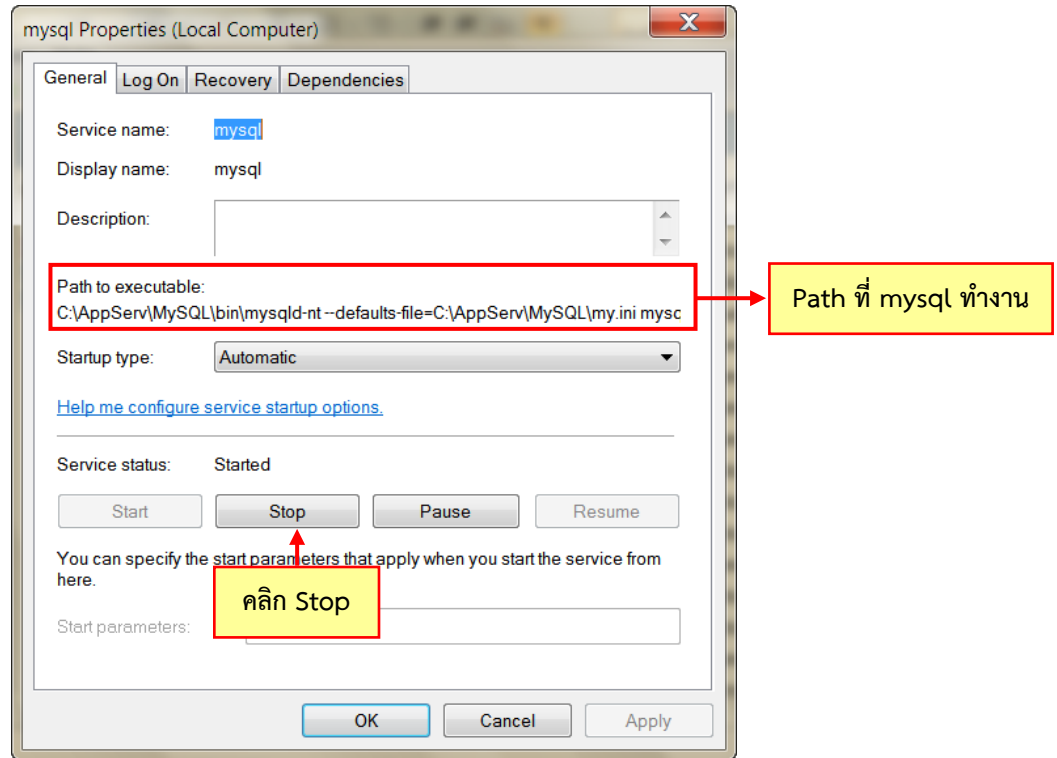 mysql Properties (Local Computer)
X
General Log On Recovery Dependencies
Service name: mysql
Display name: mysql
Description:
Path to executable:
C:\AppServ\MySQL\bin\mysqld-nt --defaults-file=C:\AppServ\MySQL\my.ini mysc
Path ที่ mysql ทำงาน
Startup type: Automatic
Help me configure service startup options.
Service status: Started
Start Stop Pause Resume
You can specify the start parameters that apply when you start the service from
here.
คลิก Stop
Start parameters:
OK Cancel Apply